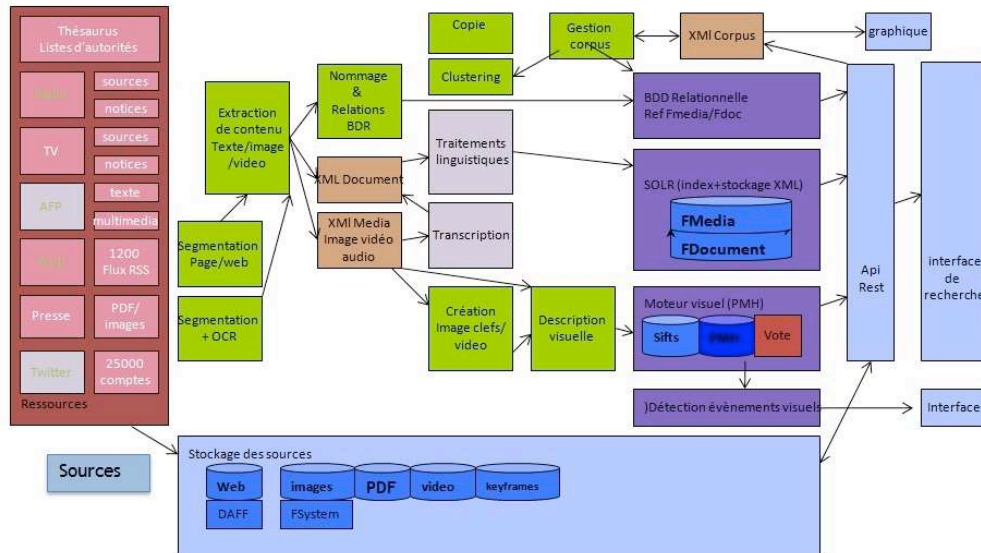 Thésaurus
Listes d'autorités
sources
notices
TV
sources
notices
AFP
texte
multimedia
1200
Flux RSS
Presse
PDF/
images
Twitter
25000
comptes
Ressources
Sources
Segmentation
Page/web
Segmentation
+ OCR
Extraction
de contenu
Texte/image
/video
Nommage
&
Relations
BDR
XML Document
XMl Media
Image vidéo
audio
Copie
Clustering
Traitements
linguistiques
Transcription
Création
Image clefs/
video
Gestion
corpus
Description
visuelle
XMl Corpus
graphique
BDD Relationnelle
Ref Fmedia/Fdoc
SOLR (index+stockage XML)
FMedia
FDocument
Moteur visuel (PMH)
Sifts
PMH
Vote
)Détection évènements visuels
Api
Rest
interface
de
recherche
Interface
Stockage des sources
Web
images
PDF
video
keyframes
DAFF
FSystem